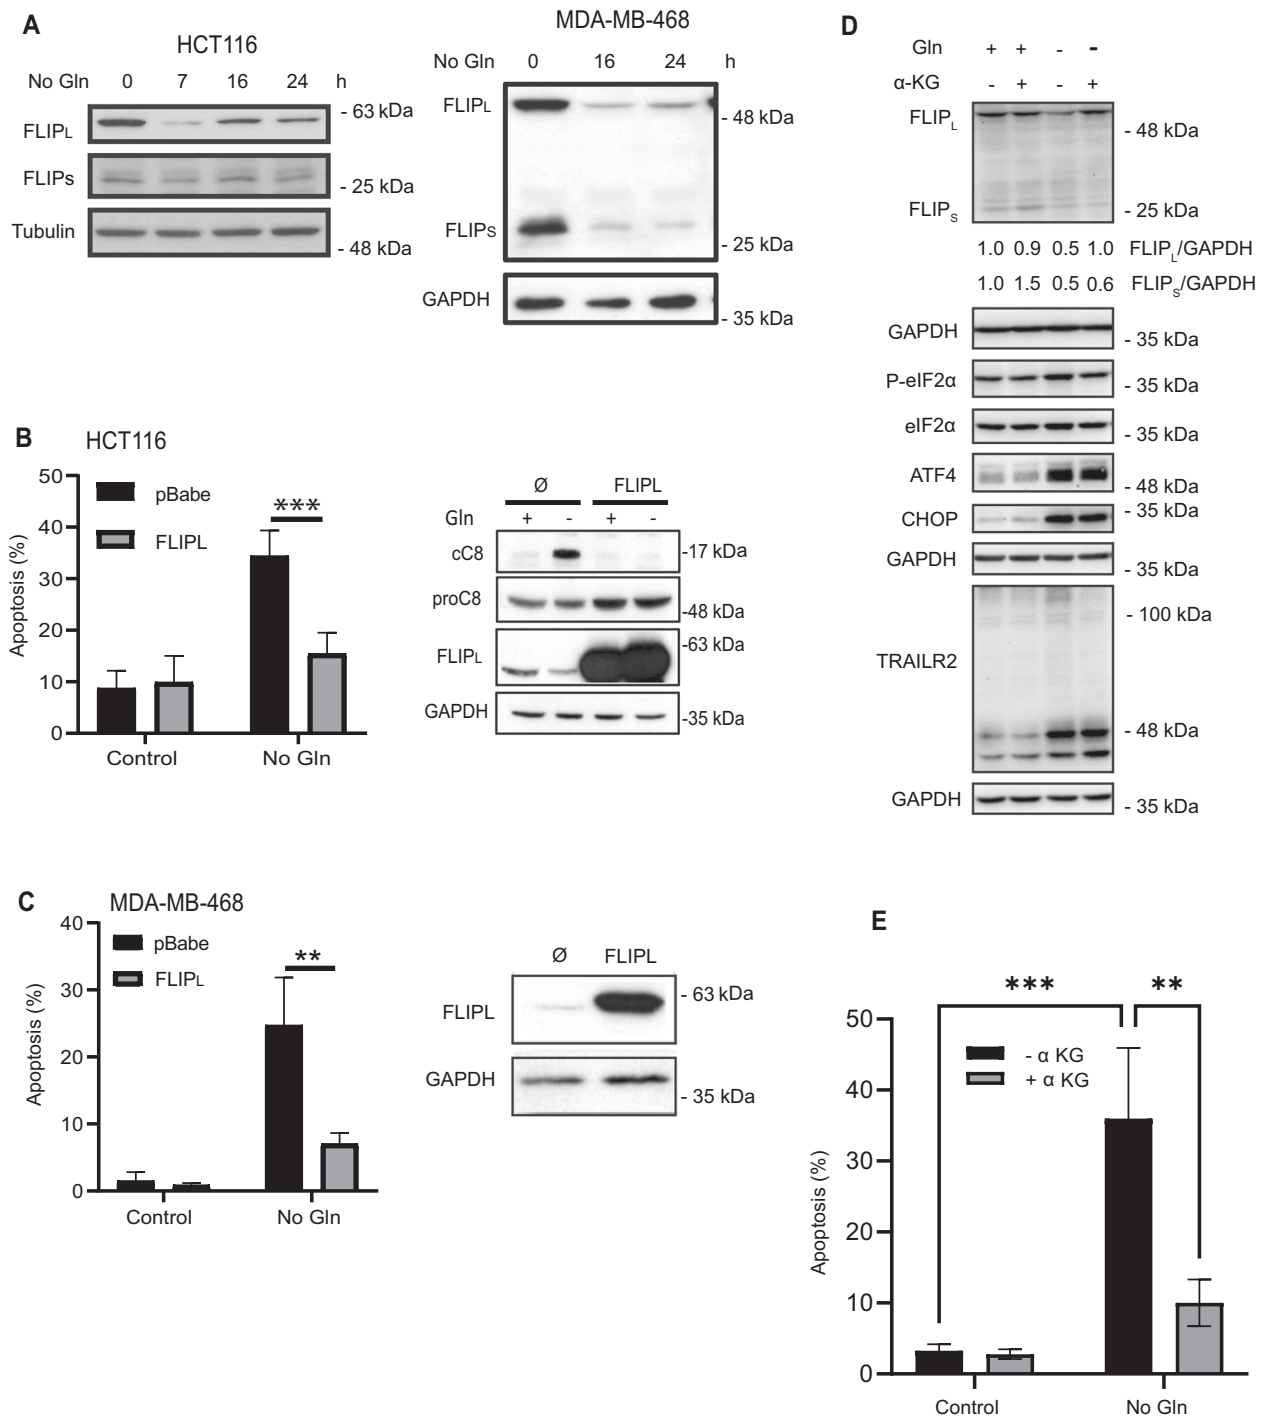 A
HCT116
No Gln 0 7 16 24 h
FLIPL
- 63 kDa
FLIPs
- 25 kDa
Tubulin
- 48 kDa
MDA-MB-468
No Gln 0 16 24 h
FLIPL
- 48 kDa
FLIPs
- 25 kDa
GAPDH
- 35 kDa
B
HCT116
Apoptosis (%)
50
40
30
20
10
0
pBabe
FLIPL
***
Control No Gln
Ø FLIPL
Gln + - + -
cC8 -17 kDa
proC8 -48 kDa
FLIPL -63 kDa
GAPDH -35 kDa
C
MDA-MB-468
Apoptosis (%)
40
30
20
10
0
pBabe
FLIPL
**
Control No Gln
Ø FLIPL
FLIPL - 63 kDa
GAPDH - 35 kDa
D
Gln + + - -
α-KG - + - +
FLIPL - 48 kDa
FLIPS - 25 kDa
1.0 0.9 0.5 1.0 FLIPL/GAPDH
1.0 1.5 0.5 0.6 FLIPS/GAPDH
GAPDH - 35 kDa
P-eIF2α - 35 kDa
eIF2α - 35 kDa
ATF4 - 48 kDa
CHOP - 35 kDa
GAPDH - 35 kDa
- 100 kDa
TRAILR2
- 48 kDa
GAPDH - 35 kDa
E
*** **
Apoptosis (%)
50
40
30
20
10
0
- α KG
+ α KG
Control No Gln